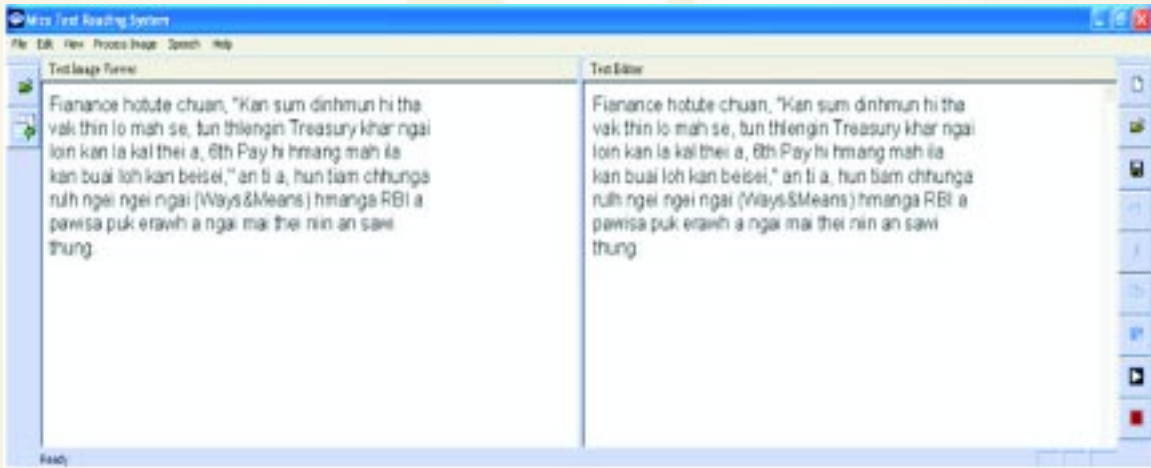 Mizo Text Reading System
File Edit View Process Image Speech Help
Text Image Viewer
Fianance hotute chuan, "Kan sum dinhmun hi tha
vak thin lo mah se, tun thlengin Treasury khar ngai
loin kan la kal thei a, 6th Pay hi hmang mah ila
kan buai loh kan beisei," an ti a, hun tiam chhunga
rulh ngei ngei ngai (Ways&Means) hmanga RBI a
pawisa puk erawh a ngai mai thei niin an sawi
thung.
Text Editor
Fianance hotute chuan, "Kan sum dinhmun hi tha
vak thin lo mah se, tun thlengin Treasury khar ngai
loin kan la kal thei a, 6th Pay hi hmang mah ila
kan buai loh kan beisei," an ti a, hun tiam chhunga
rulh ngei ngei ngai (Ways&Means) hmanga RBI a
pawisa puk erawh a ngai mai thei niin an sawi
thung.
Ready